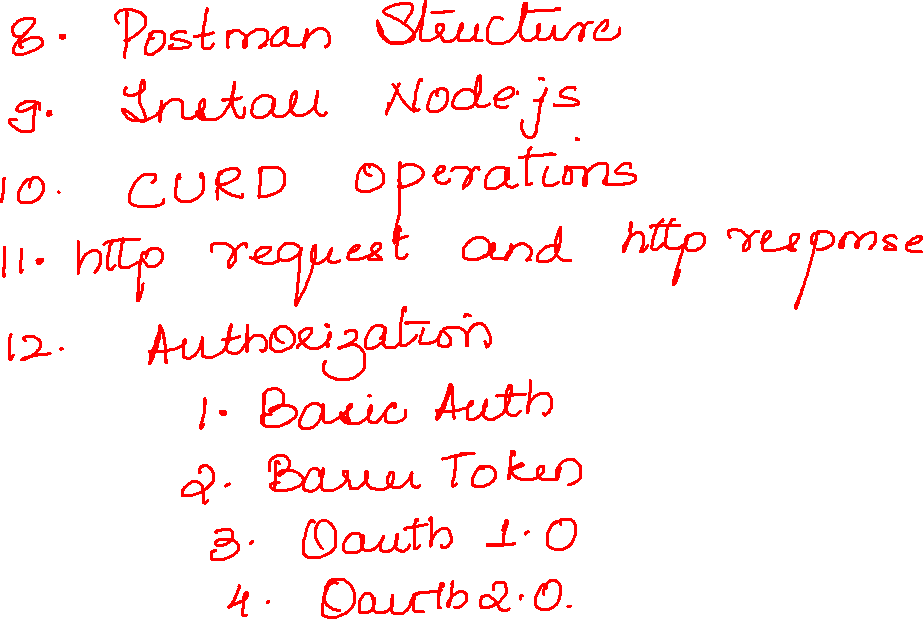 8. Postman Structure
9. Install Node js
10. CURD operations
11. http request and http response
12. Authorization
1. Basic Auth
2. Barrer Token
3. Oauth 1.0
4. Oauth 2.0.